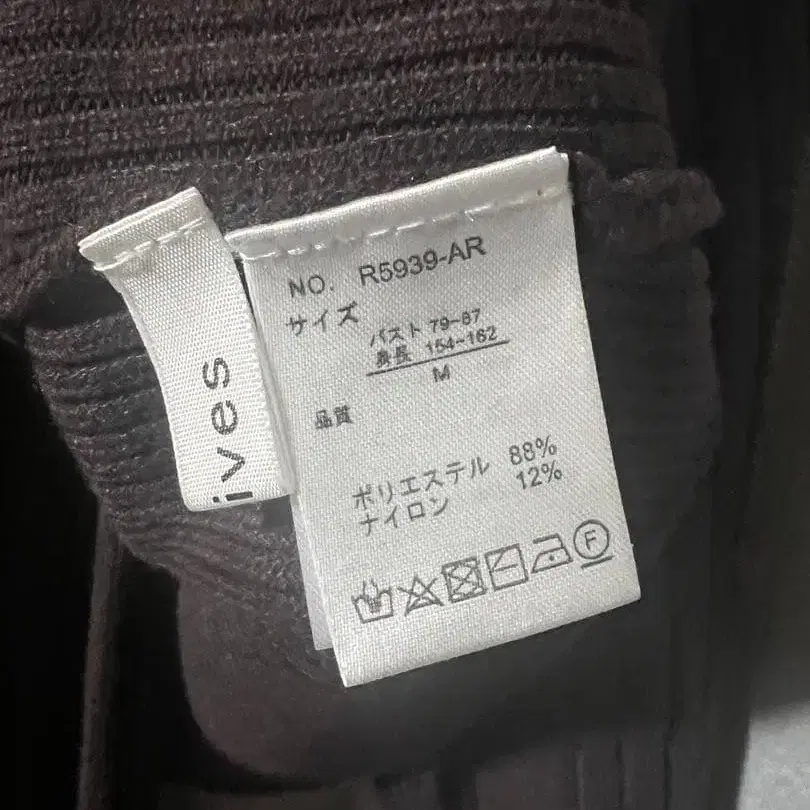 ives
NO. R5939-AR
サイズ
バスト 79-87
身長 154-162
M
品質
ポリエステル 88%
ナイロン 12%
F